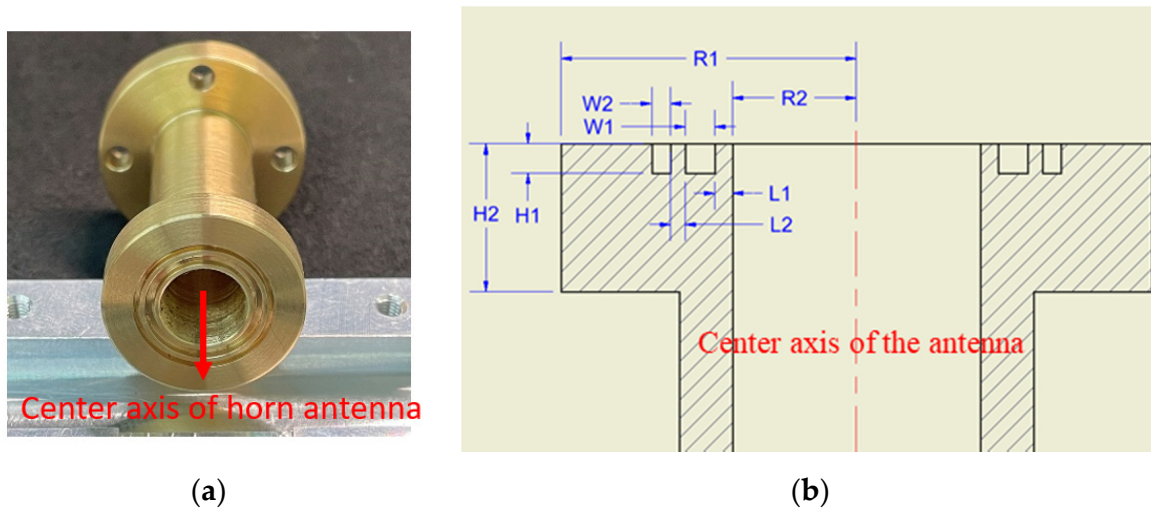 R1
W2
R2
W1
L1
H2
H1
L2
Center axis of the antenna
Center axis of horn antenna
(a)
(b)